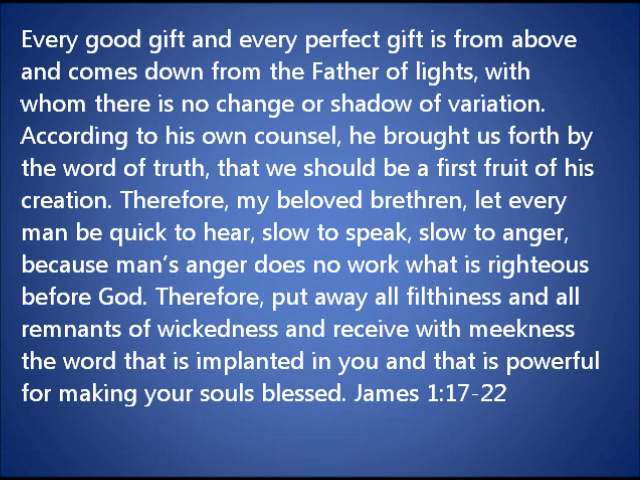 Every good gift and every perfect gift is from above
and comes down from the Father of lights, with
whom there is no change or shadow of variation.
According to his own counsel, he brought us forth by
the word of truth, that we should be a first fruit of his
creation. Therefore, my beloved brethren, let every
man be quick to hear, slow to speak, slow to anger,
because man’s anger does no work what is righteous
before God. Therefore, put away all filthiness and all
remnants of wickedness and receive with meekness
the word that is implanted in you and that is powerful
for making your souls blessed. James 1:17-22